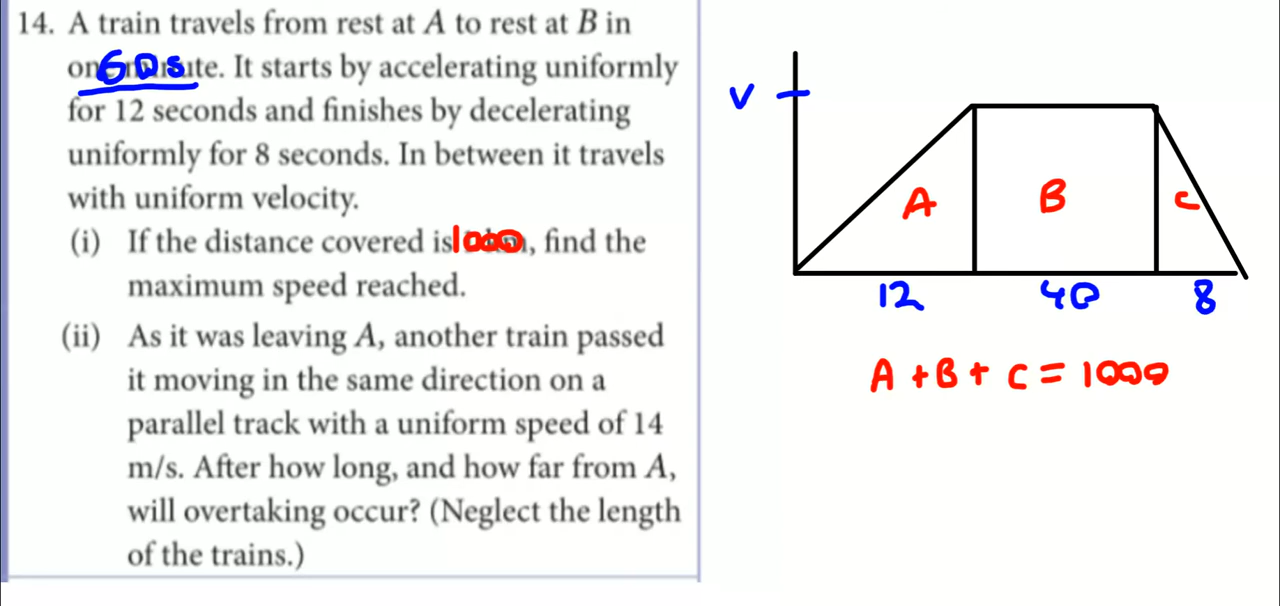 14. A train travels from rest at A to rest at B in
60s. It starts by accelerating uniformly
for 12 seconds and finishes by decelerating
uniformly for 8 seconds. In between it travels
with uniform velocity.
(i) If the distance covered is 1000, find the
maximum speed reached.
(ii) As it was leaving A, another train passed
it moving in the same direction on a
parallel track with a uniform speed of 14
m/s. After how long, and how far from A,
will overtaking occur? (Neglect the length
of the trains.)
v
A B C
12 40 8
A + B + C = 1000